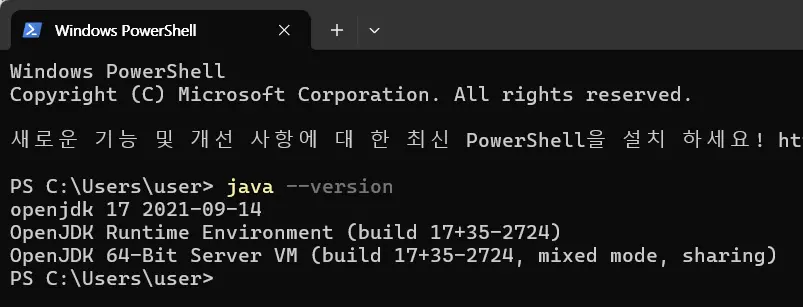 Windows PowerShell
Windows PowerShell
Copyright (C) Microsoft Corporation. All rights reserved.
새로운 기능 및 개선 사항에 대 한 최신 PowerShell을 설치 하세요! ht
PS C:\Users\user> java --version
openjdk 17 2021-09-14
OpenJDK Runtime Environment (build 17+35-2724)
OpenJDK 64-Bit Server VM (build 17+35-2724, mixed mode, sharing)
PS C:\Users\user>